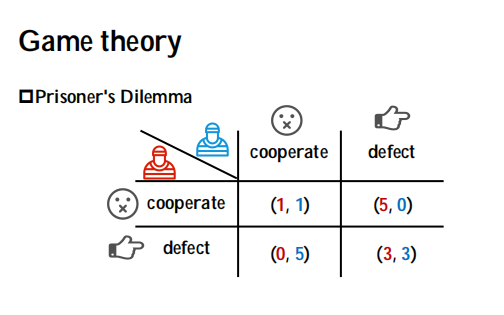 Game theory
Prisoner's Dilemma
cooperate defect
cooperate (1, 1) (5, 0)
defect (0, 5) (3, 3)